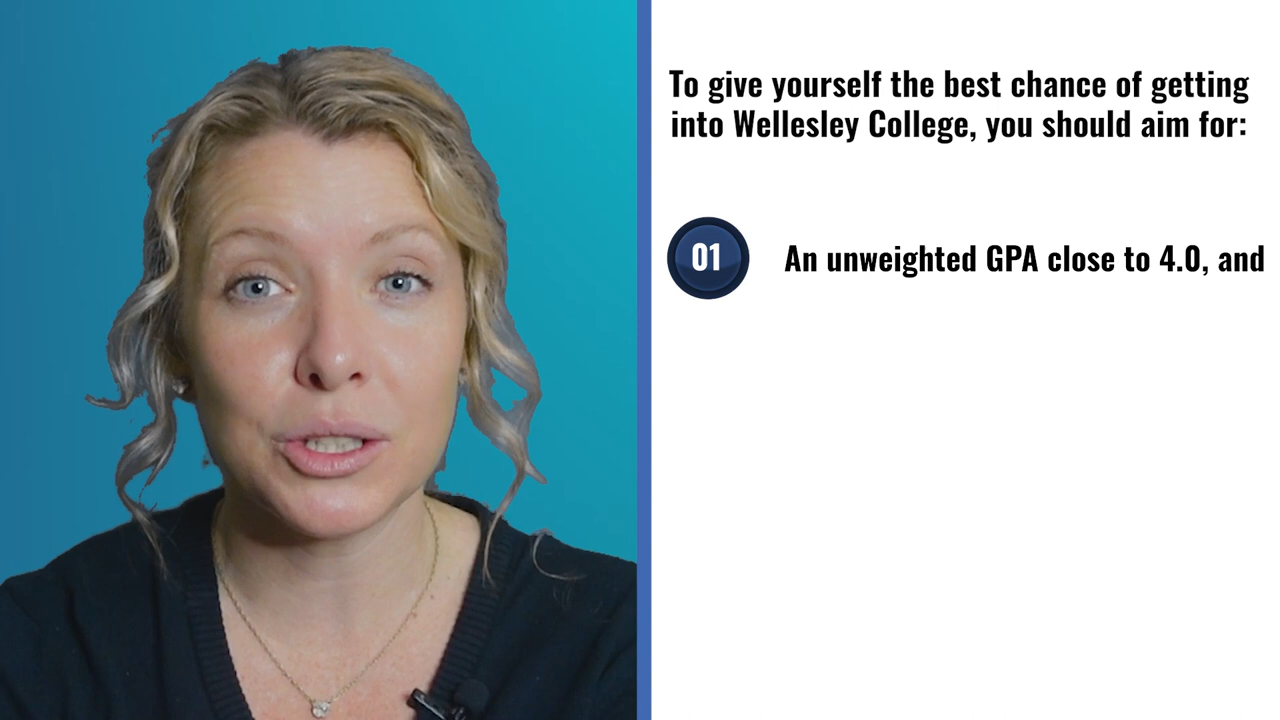 To give yourself the best chance of getting
into Wellesley College, you should aim for:
01 An unweighted GPA close to 4.0, and